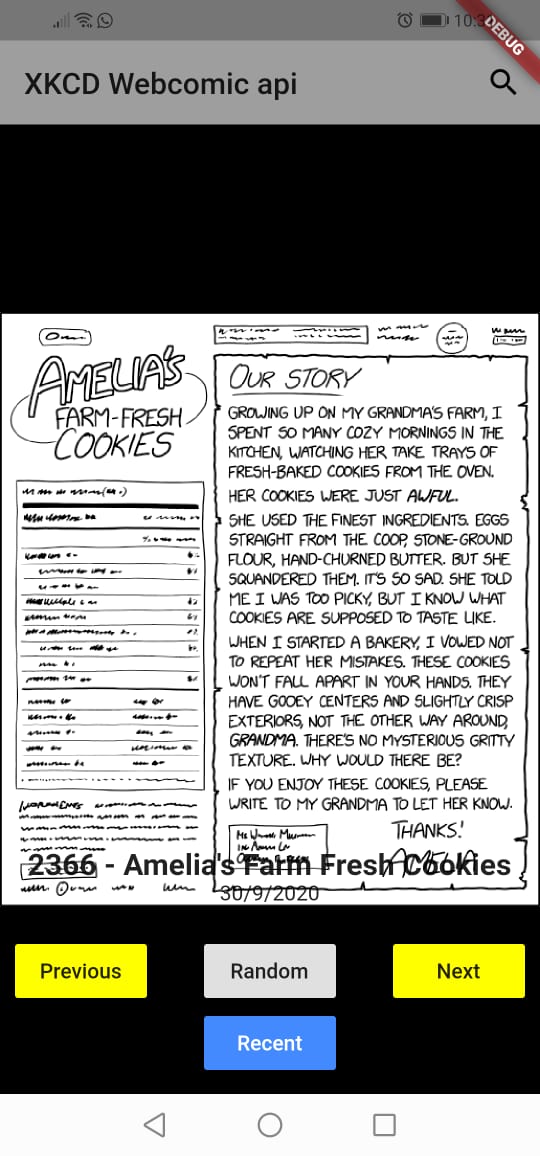 10:3
DEBUG
XKCD Webcomic api
AMELIA'S
FARM-FRESH
COOKIES
OUR STORY
GROWING UP ON MY GRANDMA'S FARM, I
SPENT SO MANY COZY MORNINGS IN THE
KITCHEN, WATCHING HER TAKE TRAYS OF
FRESH-BAKED COOKIES FROM THE OVEN.
HER COOKIES WERE JUST AWFUL.
SHE USED THE FINEST INGREDIENTS. EGGS
STRAIGHT FROM THE COOP, STONE-GROUND
FLOUR, HAND-CHURNED BUTTER. BUT SHE
SQUANDERED THEM. IT'S SO SAD. SHE TOLD
ME I WAS TOO PICKY, BUT I KNOW WHAT
COOKIES ARE SUPPOSED TO TASTE LIKE.
WHEN I STARTED A BAKERY, I VOWED NOT
TO REPEAT HER MISTAKES. THESE COOKIES
WON'T FALL APART IN YOUR HANDS. THEY
HAVE GOOEY CENTERS AND SLIGHTLY CRISP
EXTERIORS, NOT THE OTHER WAY AROUND,
GRANDMA. THERE'S NO MYSTERIOUS GRITTY
TEXTURE. WHY WOULD THERE BE?
IF YOU ENJOY THESE COOKIES, PLEASE
WRITE TO MY GRANDMA TO LET HER KNOW.
THANKS!
AMELIA
2366 - Amelia's Farm Fresh Cookies
30/9/2020
Previous
Random
Next
Recent